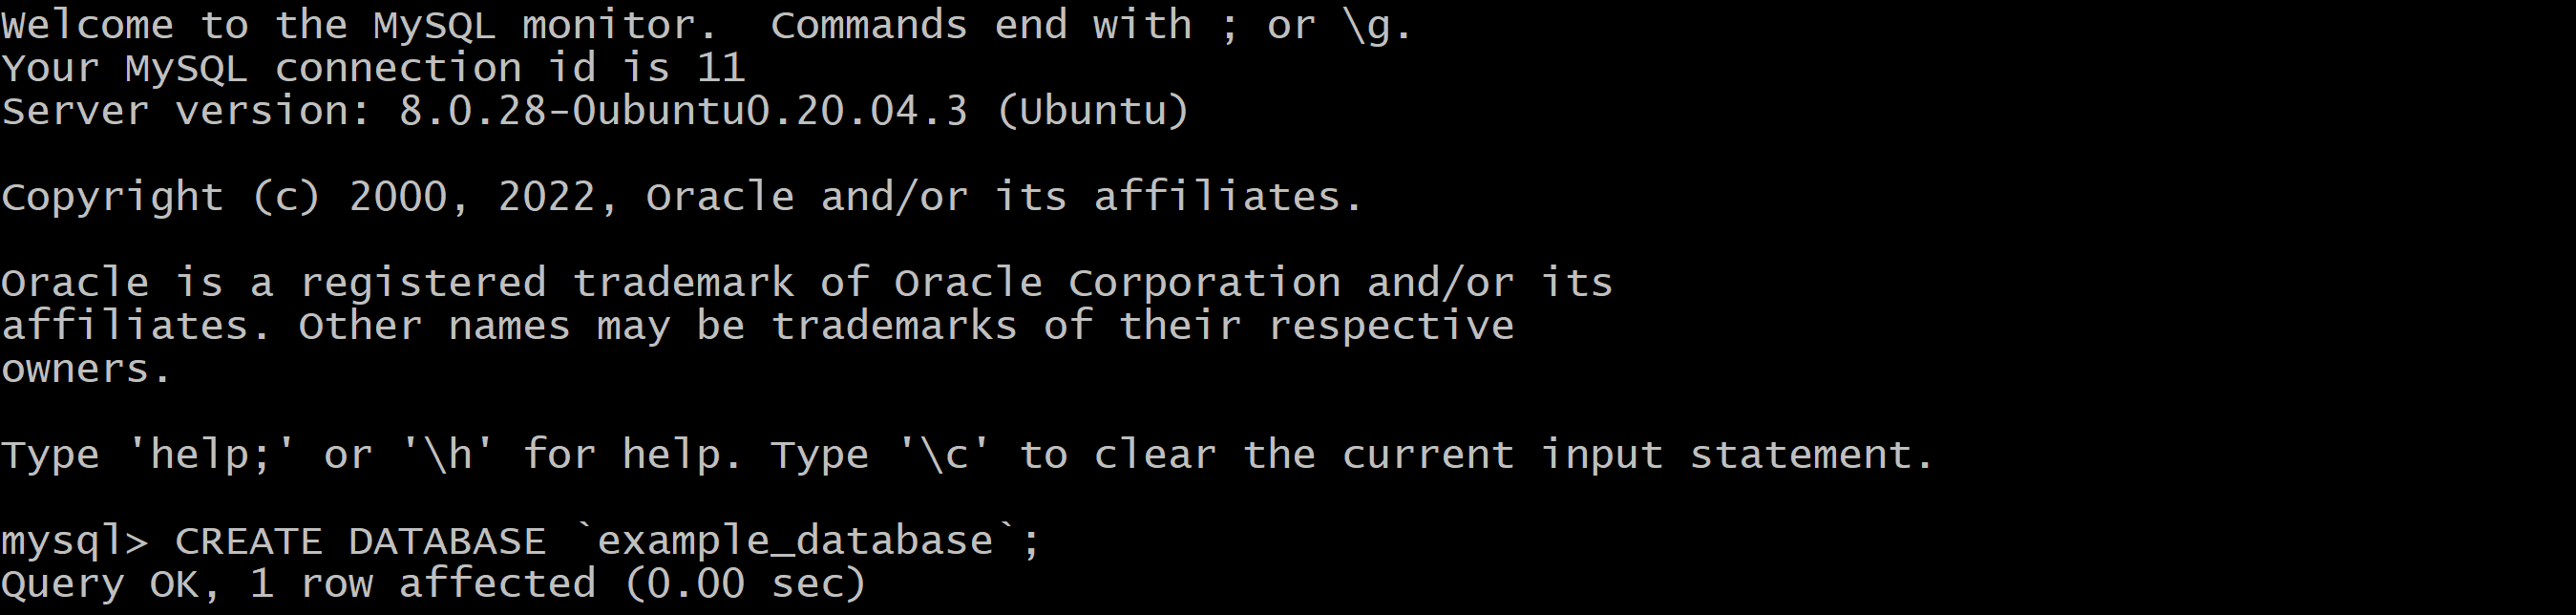 Welcome to the MySQL monitor.  Commands end with ; or \g.
Your MySQL connection id is 11
Server version: 8.0.28-0ubuntu0.20.04.3 (Ubuntu)
Copyright (c) 2000, 2022, Oracle and/or its affiliates.
Oracle is a registered trademark of Oracle Corporation and/or its
affiliates. Other names may be trademarks of their respective
owners.
Type 'help;' or '\h' for help. Type '\c' to clear the current input statement.
mysql> CREATE DATABASE `example_database`;
Query OK, 1 row affected (0.00 sec)